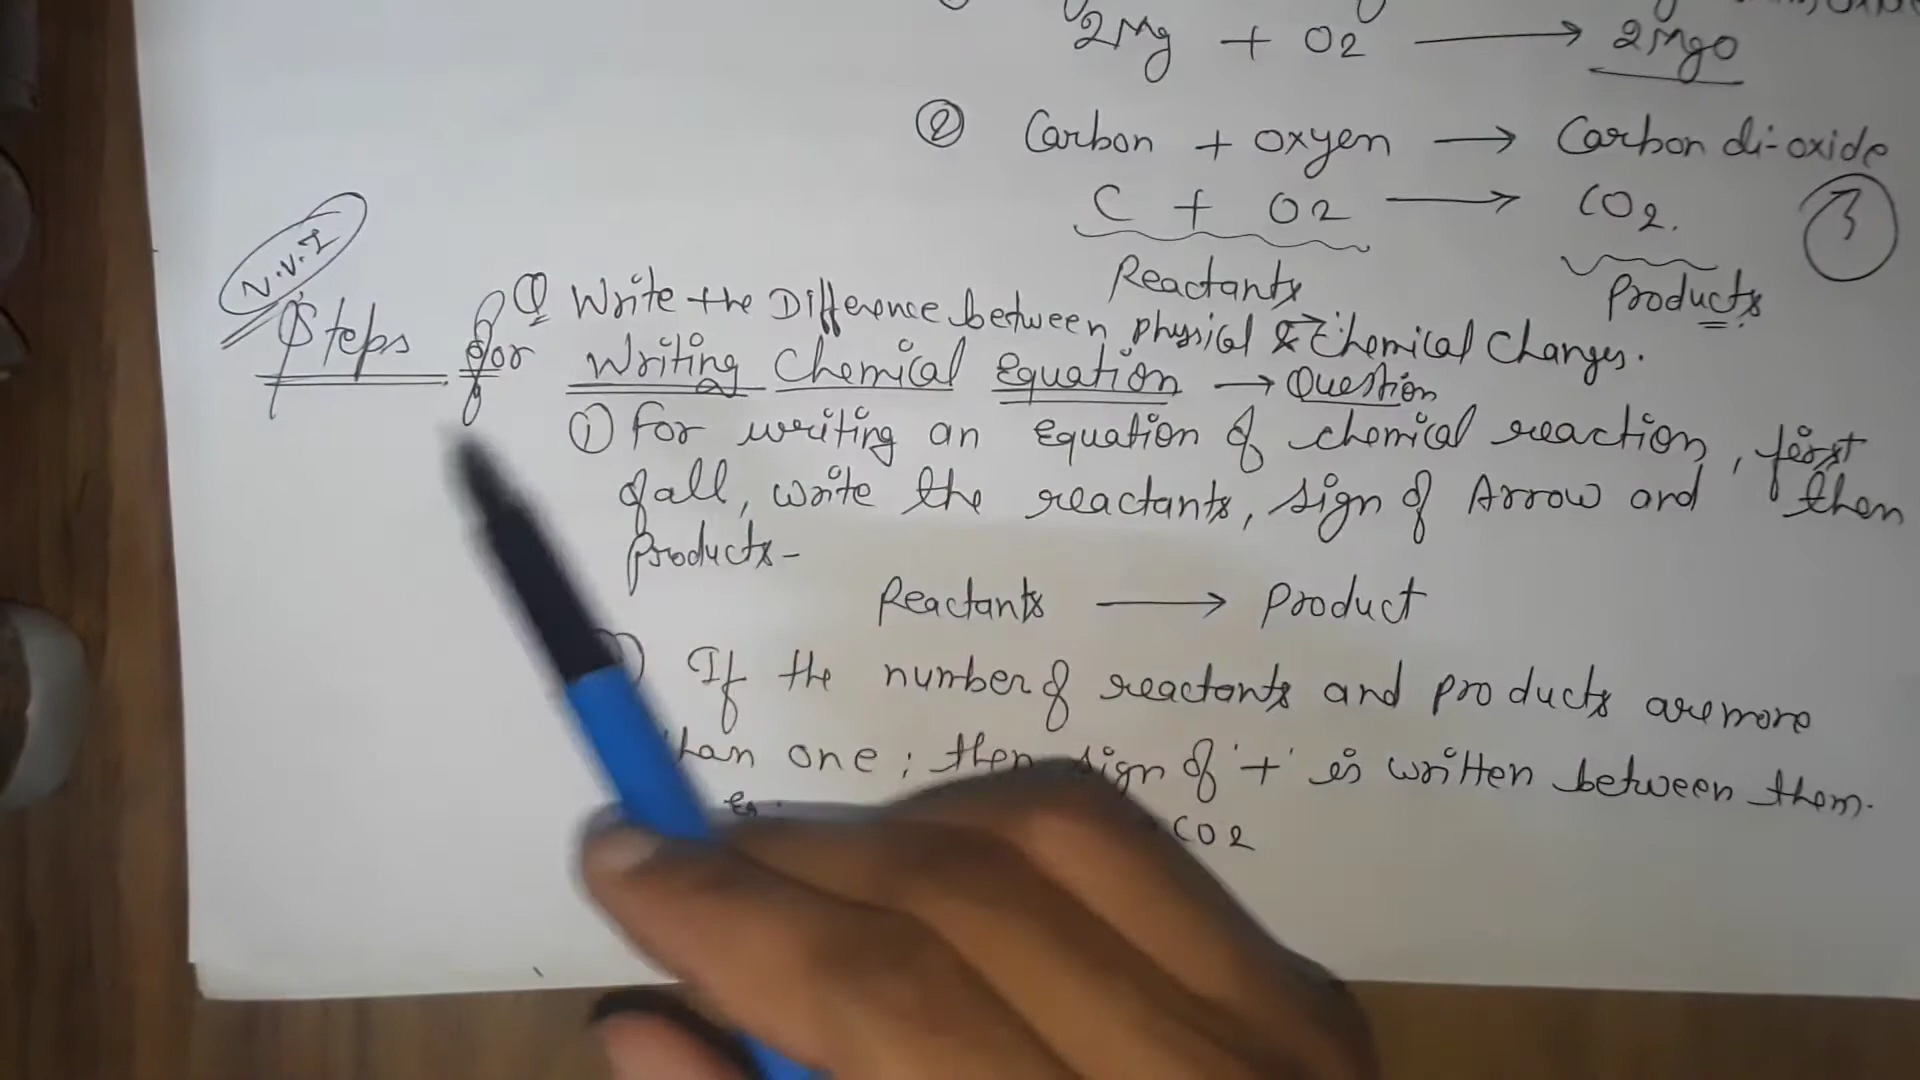 2Mg + O2 → 2MgO
② Carbon + Oxyen → Carbon di-oxide
C + O2 → CO2.
Reactants Products
③
N.V.I
Q Write the Difference between physical & Chemical Changes.
Steps for Writing Chemical Equation → Question
① For writing an Equation of chemical reaction, first
of all, write the reactants, sign of Arrow and then
products-
Reactants → Product
If the number of reactants and products are more
than one; then sign of '+' is written between them.
Eg.
CO2